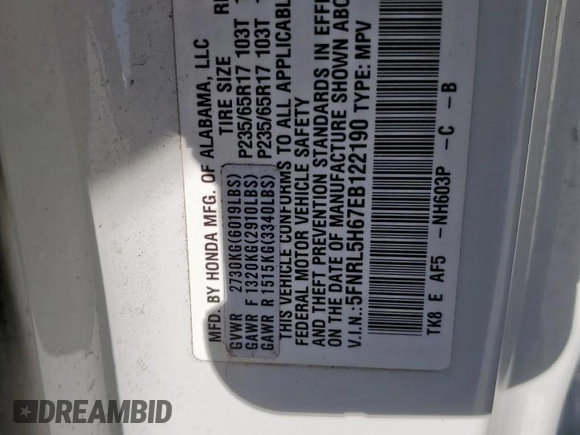 MFD. BY HONDA MFG. OF ALABAMA, LLC
TIRE SIZE
GVWR 2730KG(6019LBS)
GAWR F 1320KG(2910LBS) P235/65R17 103T
GAWR R 1515KG(3340LBS) P235/65R17 103T
THIS VEHICLE CONFORMS TO ALL APPLICABL
FEDERAL MOTOR VEHICLE SAFETY
AND THEFT PREVENTION STANDARDS IN EFFE
ON THE DATE OF MANUFACTURE SHOWN ABO
V.I.N.:5FNRL5H67EB122190 TYPE: MPV
TK8 E AF5 - NH603P - C - B
DREAMBID